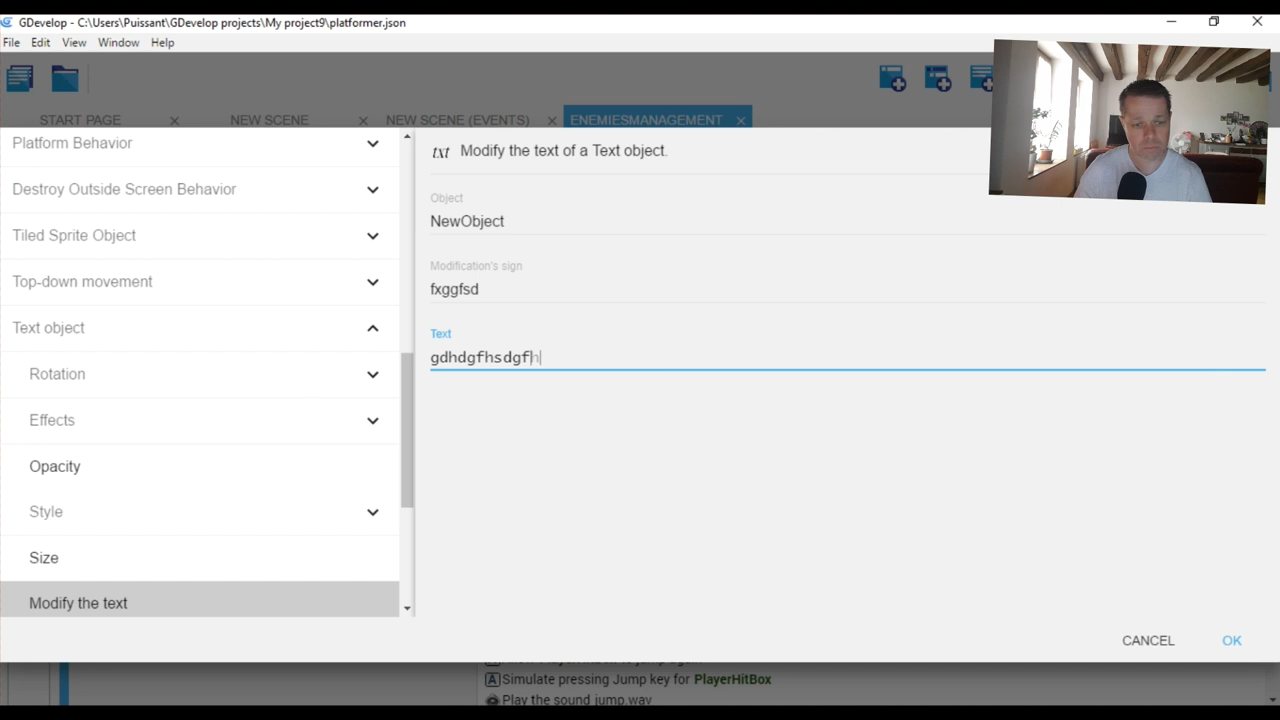 GDevelop - C:\Users\Puissant\GDevelop projects\My project9\platformer.json
File Edit View Window Help
START PAGE NEW SCENE NEW SCENE (EVENTS) ENEMIESMANAGEMENT
Platform Behavior
Destroy Outside Screen Behavior
Tiled Sprite Object
Top-down movement
Text object
Rotation
Effects
Opacity
Style
Size
Modify the text
txt Modify the text of a Text object.
Object
NewObject
Modification's sign
fxggfsd
Text
gdhdgfhsdgfh
CANCEL OK
Simulate pressing Jump key for PlayerHitBox
Play the sound jump.wav